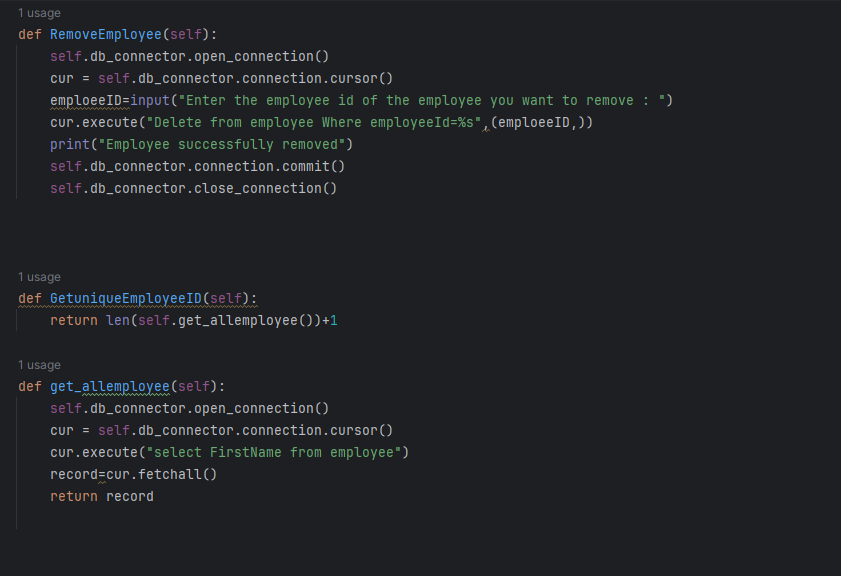 1 usage
def RemoveEmployee(self):
self.db_connector.open_connection()
cur = self.db_connector.connection.cursor()
emploeeID=input("Enter the employee id of the employee you want to remove : ")
cur.execute("Delete from employee Where employeeId=%s",(emploeeID,))
print("Employee successfully removed")
self.db_connector.connection.commit()
self.db_connector.close_connection()
1 usage
def GetuniqueEmployeeID(self):
return len(self.get_allemployee())+1
1 usage
def get_allemployee(self):
self.db_connector.open_connection()
cur = self.db_connector.connection.cursor()
cur.execute("select FirstName from employee")
record=cur.fetchall()
return record